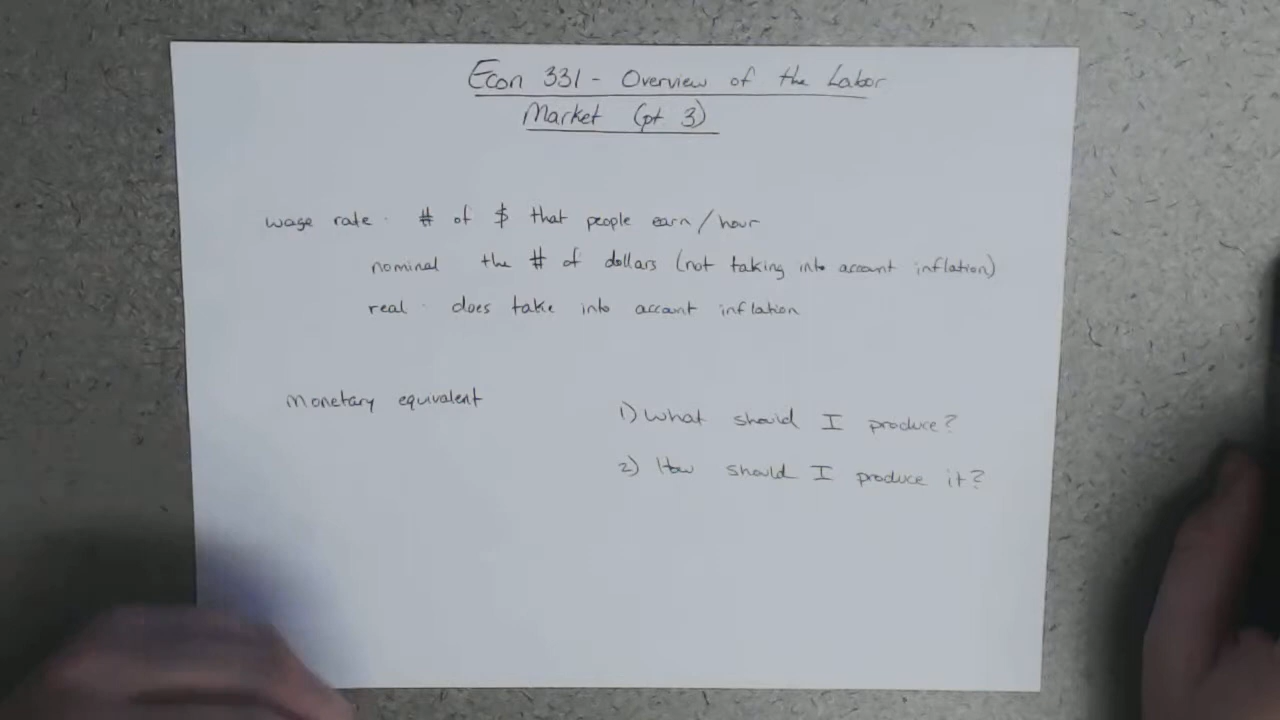 Econ 331 - Overview of the Labor
Market (pt 3)
wage rate - # of $ that people earn/hour
nominal the # of dollars (not taking into account inflation)
real - does take into account inflation
Monetary equivalent
1) What should I produce?
2) How should I produce it?